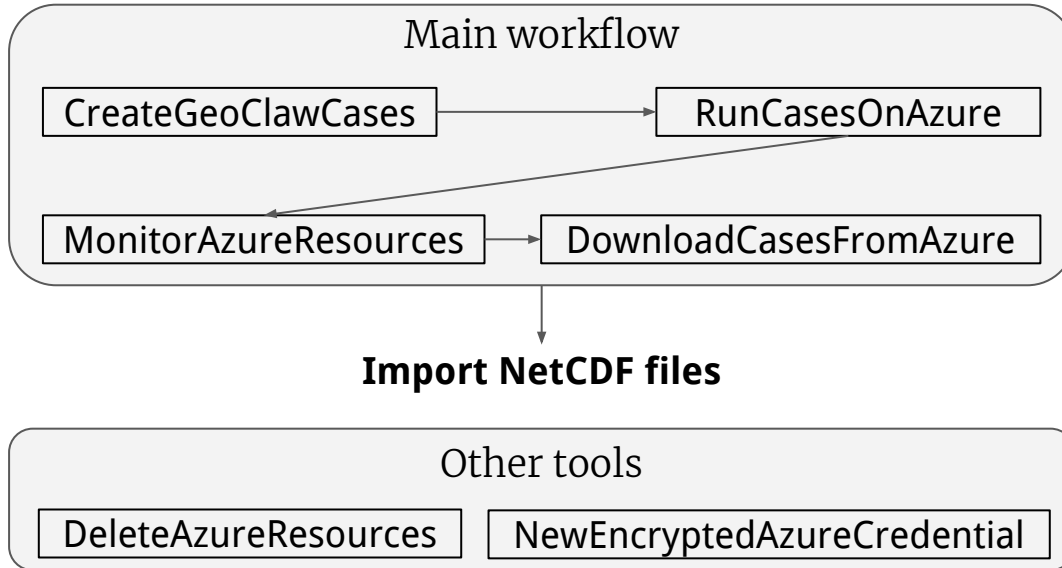 Main workflow
CreateGeoClawCases
RunCasesOnAzure
MonitorAzureResources
DownloadCasesFromAzure
Import NetCDF files
Other tools
DeleteAzureResources
NewEncryptedAzureCredential